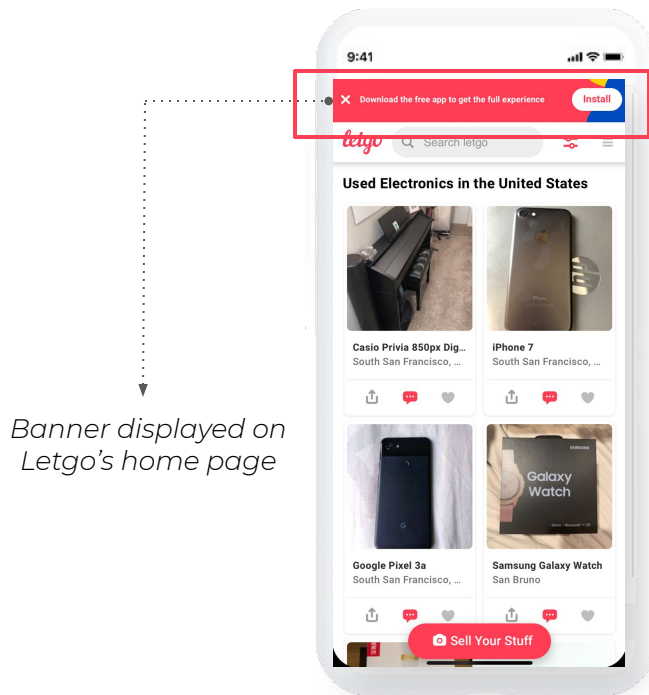 9:41
Download the free app to get the full experience
Install
letgo
Search letgo
Used Electronics in the United States
Casio Privia 850px Dig...
South San Francisco, ...
iPhone 7
South San Francisco, ...
Banner displayed on
Letgo's home page
SAMSUNG
Galaxy
Watch
G
Google Pixel 3a
South San Francisco, ...
Samsung Galaxy Watch
San Bruno
Sell Your Stuff